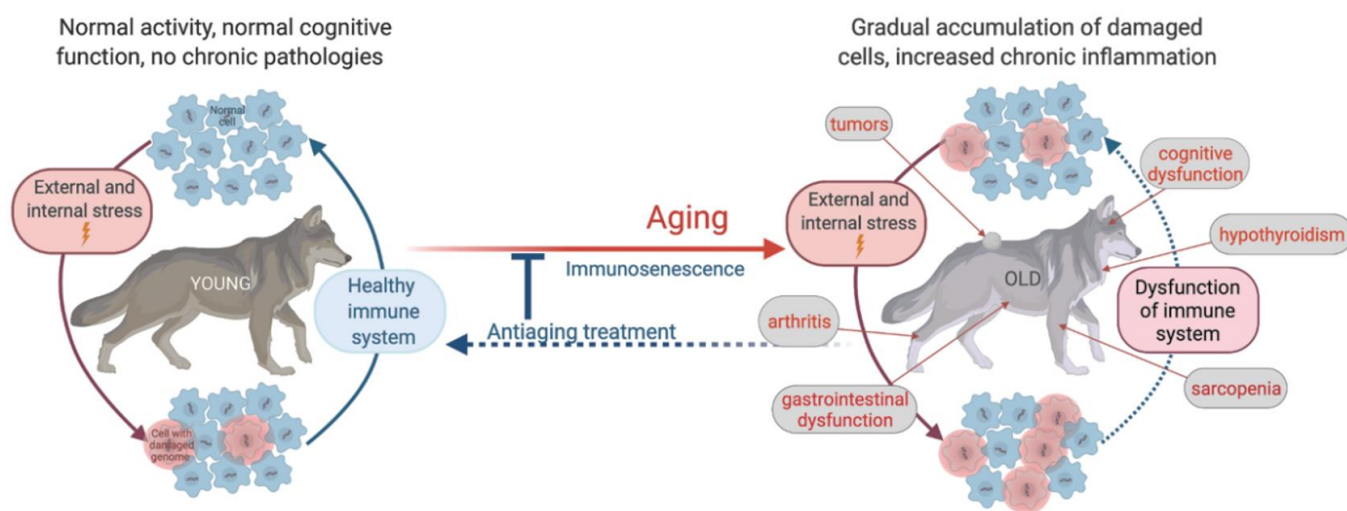 Normal activity, normal cognitive
function, no chronic pathologies
Normal
cell
External and
internal stress
YOUNG
Healthy
immune
system
Cell with
damaged
genome
Aging
Immunosenescence
Antiaging treatment
Gradual accumulation of damaged
cells, increased chronic inflammation
tumors
cognitive
dysfunction
External and
internal stress
hypothyroidism
OLD
Dysfunction
of immune
system
arthritis
sarcopenia
gastrointestinal
dysfunction